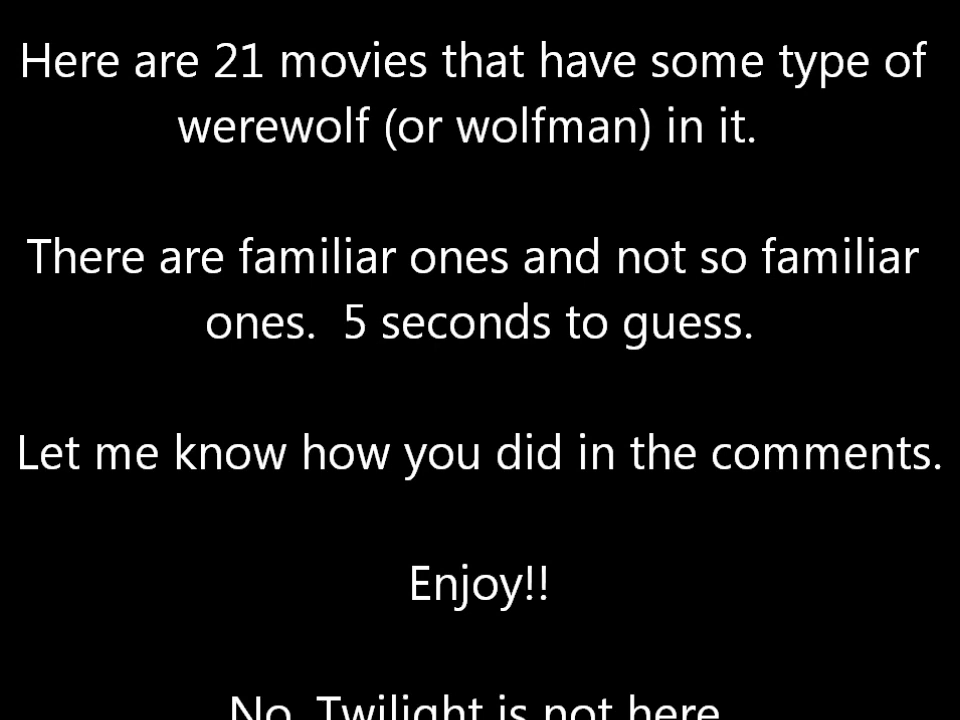 Here are 21 movies that have some type of
werewolf (or wolfman) in it.
There are familiar ones and not so familiar
ones.  5 seconds to guess.
Let me know how you did in the comments.
Enjoy!!
No, Twilight is not here